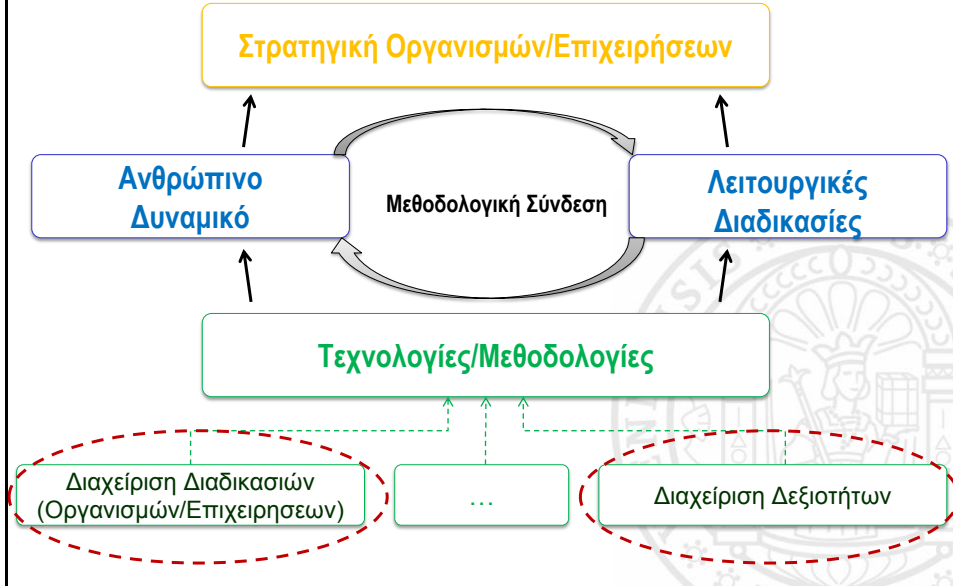 Στρατηγική Οργανισμών/Επιχειρήσεων
Ανθρώπινο
Δυναμικό
Μεθοδολογική Σύνδεση
Λειτουργικές
Διαδικασίες
Τεχνολογίες/Μεθοδολογίες
Διαχείριση Διαδικασιών
(Οργανισμών/Επιχειρησεων)
…
Διαχείριση Δεξιοτήτων